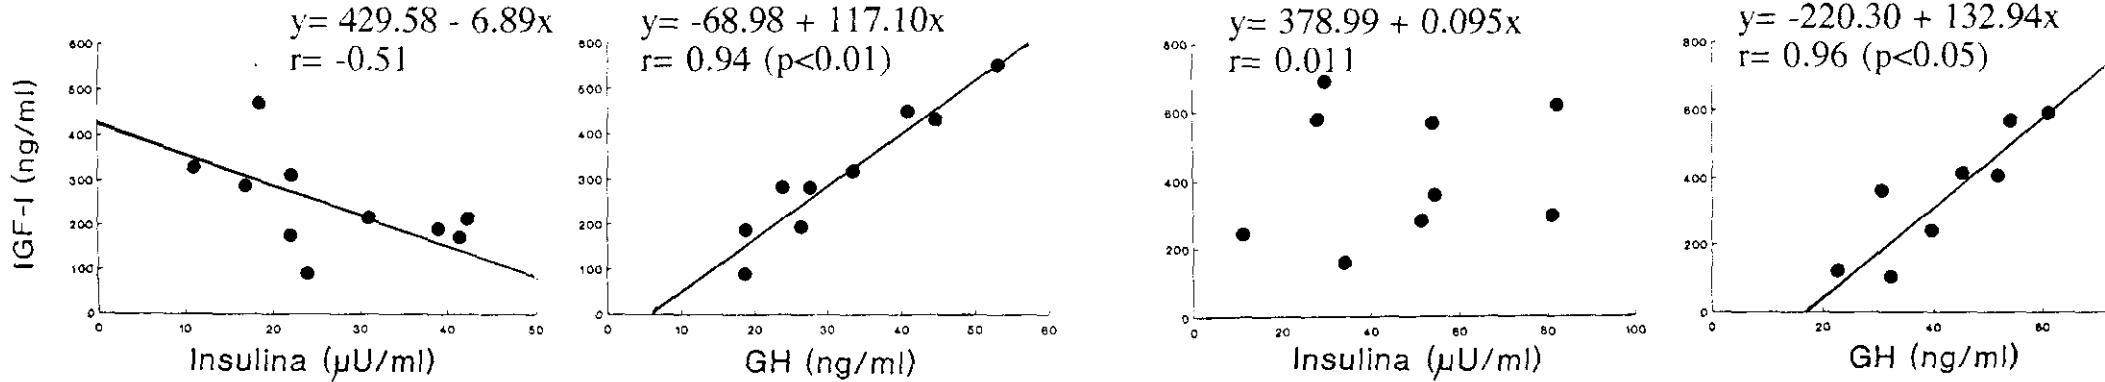 y= 429.58 - 6.89x
r= -0.51
600
500
400
300
200
100
0
0 10 20 30 40 50
IGF-I (ng/ml)
Insulina (μU/ml)
y= -68.98 + 117.10x
r= 0.94 (p<0.01)
600
500
400
300
200
100
0
0 10 20 30 40 50 60
GH (ng/ml)
y= 378.99 + 0.095x
r= 0.011
800
600
400
200
0
0 20 40 60 80 100
Insulina (μU/ml)
y= -220.30 + 132.94x
r= 0.96 (p<0.05)
800
600
400
200
0
0 20 40 60
GH (ng/ml)